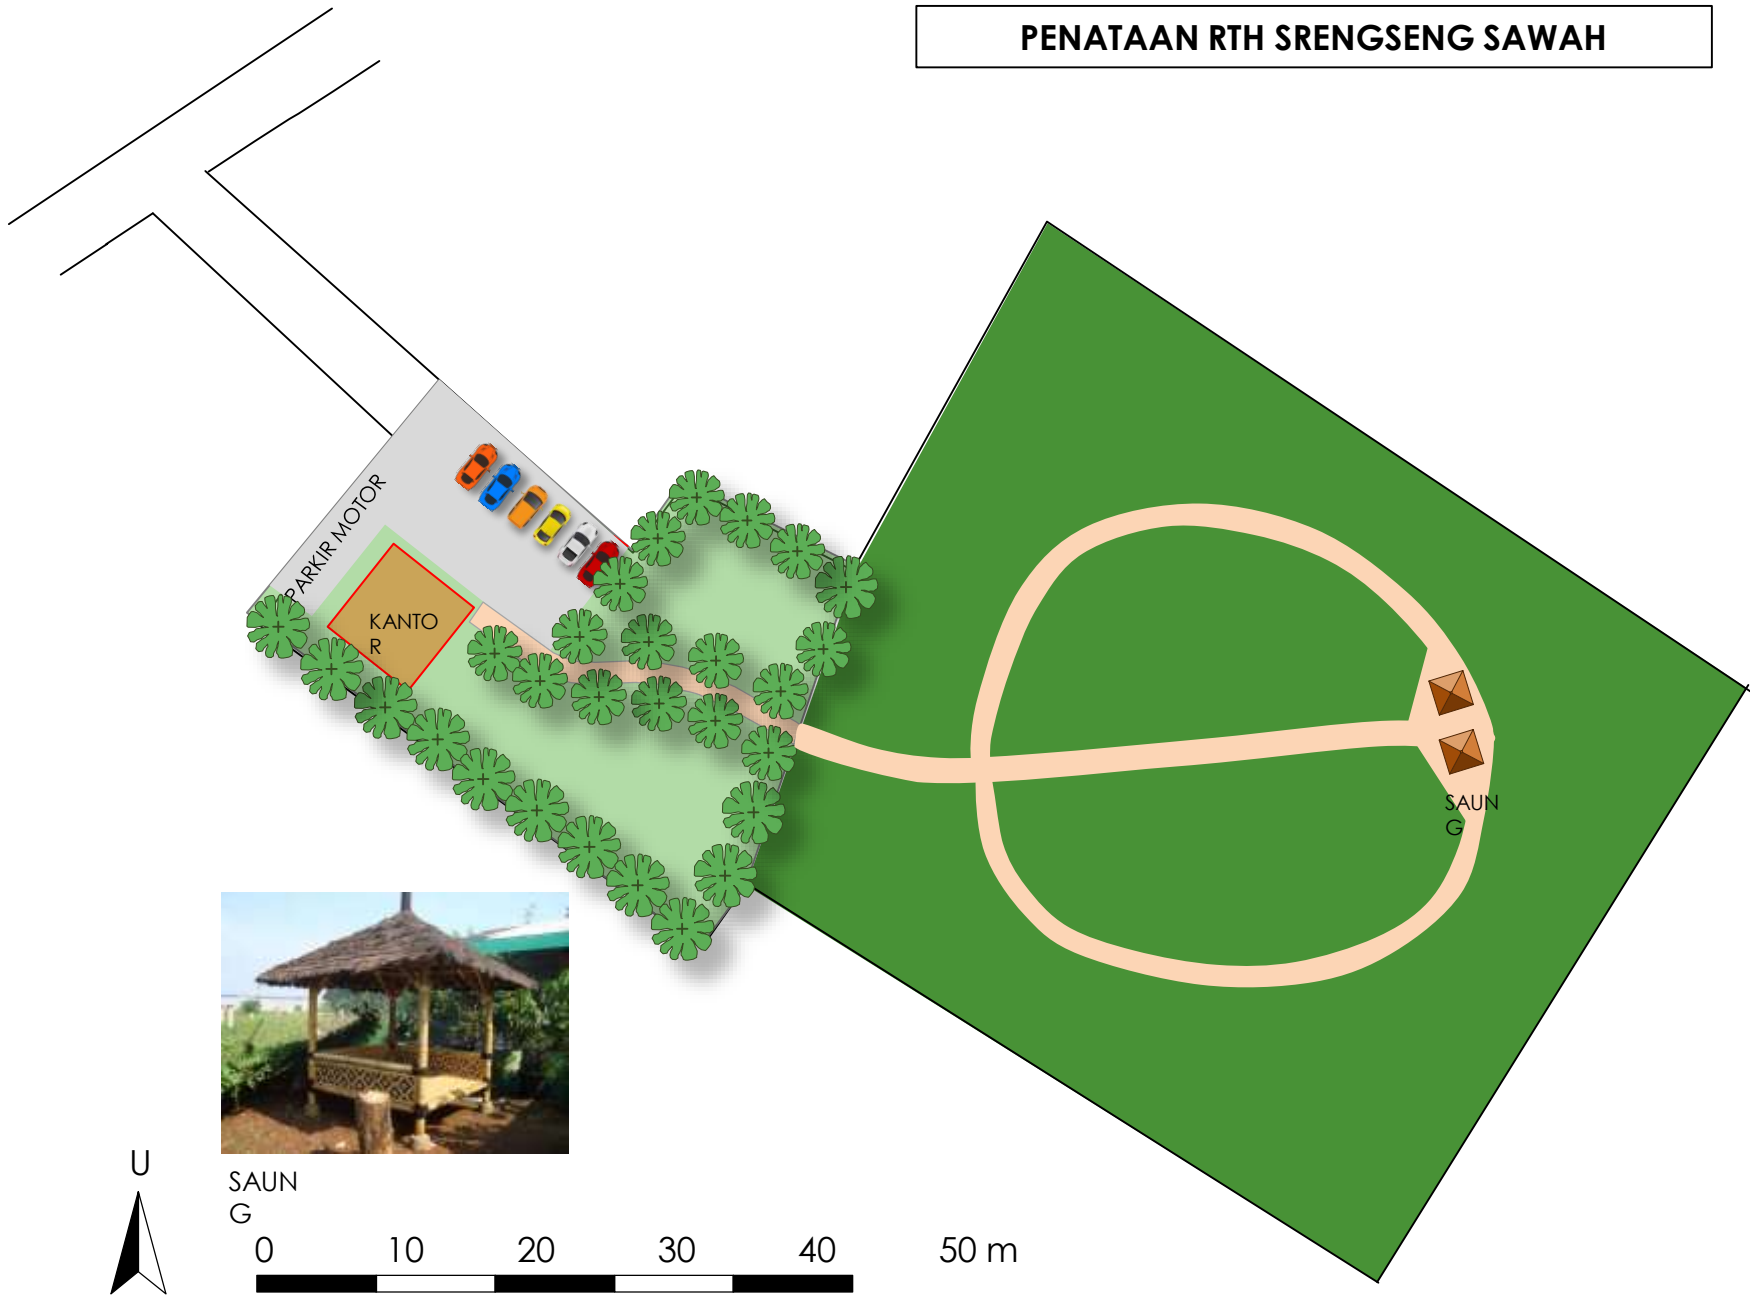 PENATAAN RTH SRENGSENG SAWAH
PARKIR MOTOR
KANTO
R
SAUN
G
U
SAUN
G
0 10 20 30 40 50 m